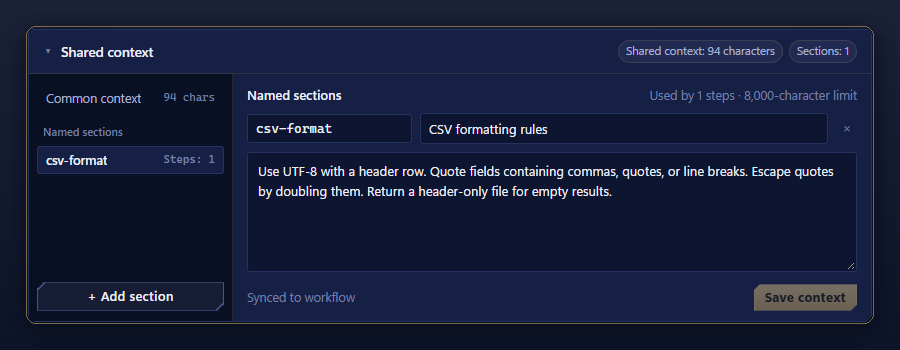 Shared context
Shared context: 94 characters
Sections: 1
Common context 94 chars
Named sections
csv-format Steps: 1
+ Add section
Named sections
Used by 1 steps · 8,000-character limit
csv-format
CSV formatting rules
×
Use UTF-8 with a header row. Quote fields containing commas, quotes, or line breaks. Escape quotes
by doubling them. Return a header-only file for empty results.
Synced to workflow
Save context